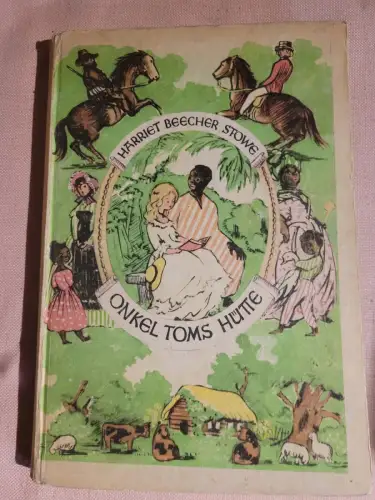 HARRIET BEECHER STOWE
ONKEL TOMS HÜTTE